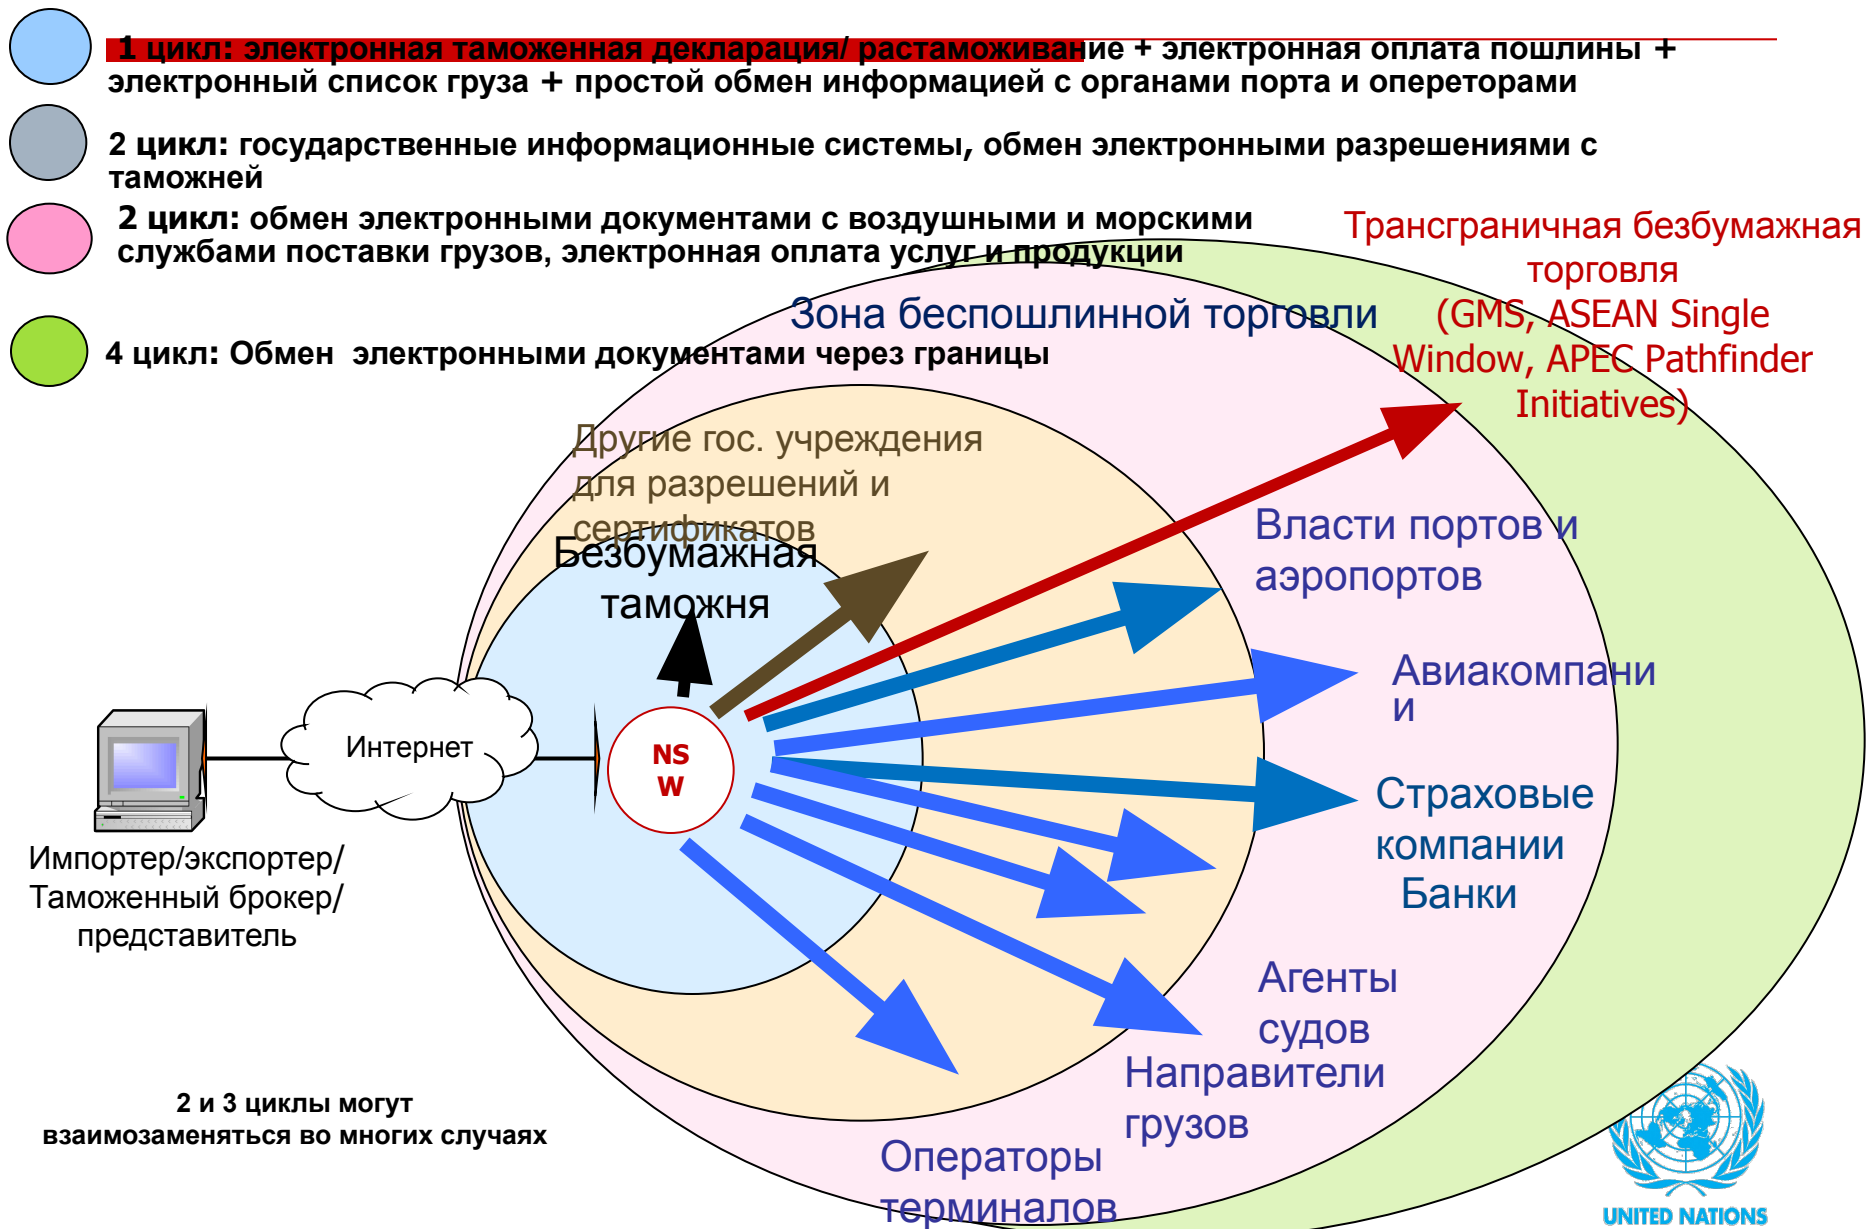 1 цикл: электронная таможенная декларация/ растаможивание + электронная оплата пошлины +
электронный список груза + простой обмен информацией с органами порта и опереторами
2 цикл: государственные информационные системы, обмен электронными разрешениями с
таможней
2 цикл: обмен электронными документами с воздушными и морскими
службами поставки грузов, электронная оплата услуг и продукции
Трансграничная безбумажная
торговля
(GMS, ASEAN Single
Window, APEC Pathfinder
Initiatives)
Зона беспошлинной торговли
4 цикл: Обмен электронными документами через границы
Другие гос. учреждения
для разрешений и
сертификатов
Безбумажная
таможня
Власти портов и
аэропортов
Авиакомпани
и
Интернет
NS
W
Страховые
компании
Банки
Импортер/экспортер/
Таможенный брокер/
представитель
Агенты
судов
Направители
грузов
2 и 3 циклы могут
взаимозаменяться во многих случаях
Операторы
терминалов
UNITED NATIONS